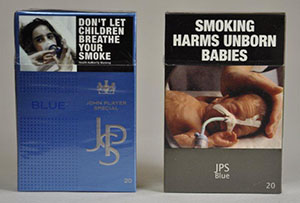 DON'T LET
CHILDREN
BREATHE
YOUR
SMOKE
BLUE
JOHN PLAYER
SPECIAL
JPS
20
SMOKING
HARMS UNBORN
BABIES
JPS
Blue
20